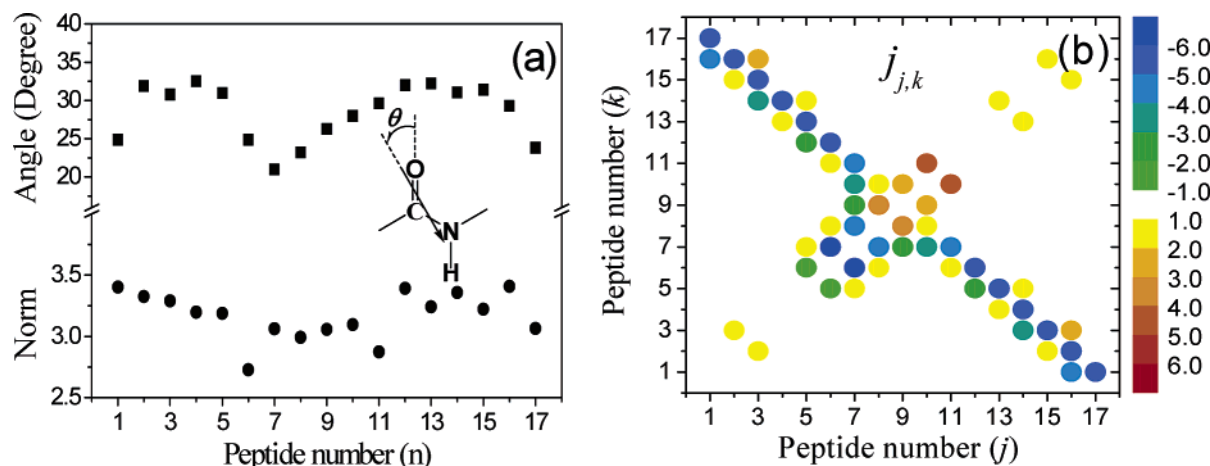 (a)
Angle (Degree)
40
35
30
25
20
θ
O
C
N
H
Norm
3.5
3.0
2.5
1 3 5 7 9 11 13 15 17
Peptide number (n)
(b)
j j,k
Peptide number (k)
17
15
13
11
9
7
5
3
1
1 3 5 7 9 11 13 15 17
Peptide number (j)
-6.0
-5.0
-4.0
-3.0
-2.0
-1.0
1.0
2.0
3.0
4.0
5.0
6.0